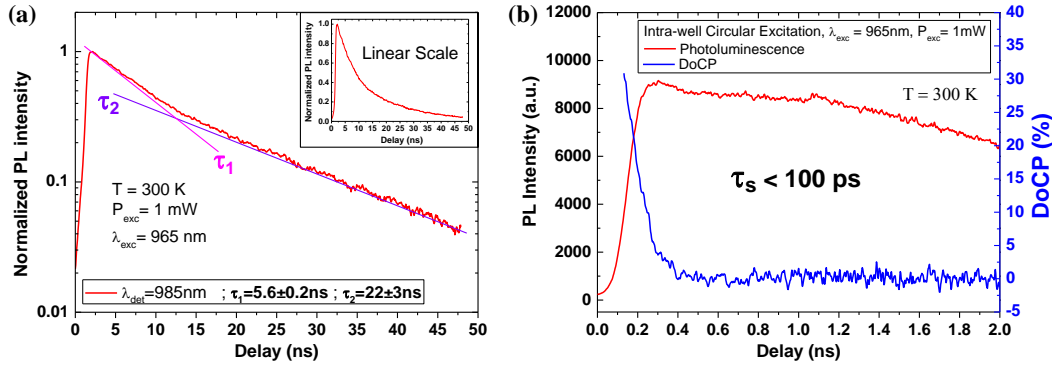 (a)
Normalized PL intensity
1
0.1
0.01
τ2
τ1
T = 300 K
Pexc= 1 mW
λexc= 965 nm
λdet=985nm ; τ1=5.6±0.2ns ; τ2=22±3ns
0 5 10 15 20 25 30 35 40 45 50
Delay (ns)
Normalized PL intensity
1.0
0.8
0.6
0.4
0.2
0.0
Linear Scale
0 5 10 15 20 25 30 35 40 45 50
Delay (ns)
(b)
PL Intensity (a.u.)
12000
10000
8000
6000
4000
2000
0
Intra-well Circular Excitation, λexc = 965nm, Pexc= 1mW
Photoluminescence
DoCP
T = 300 K
τs < 100 ps
0.0 0.2 0.4 0.6 0.8 1.0 1.2 1.4 1.6 1.8 2.0
Delay (ns)
40
35
30
25
20
15
10
5
0
-5
DoCP (%)